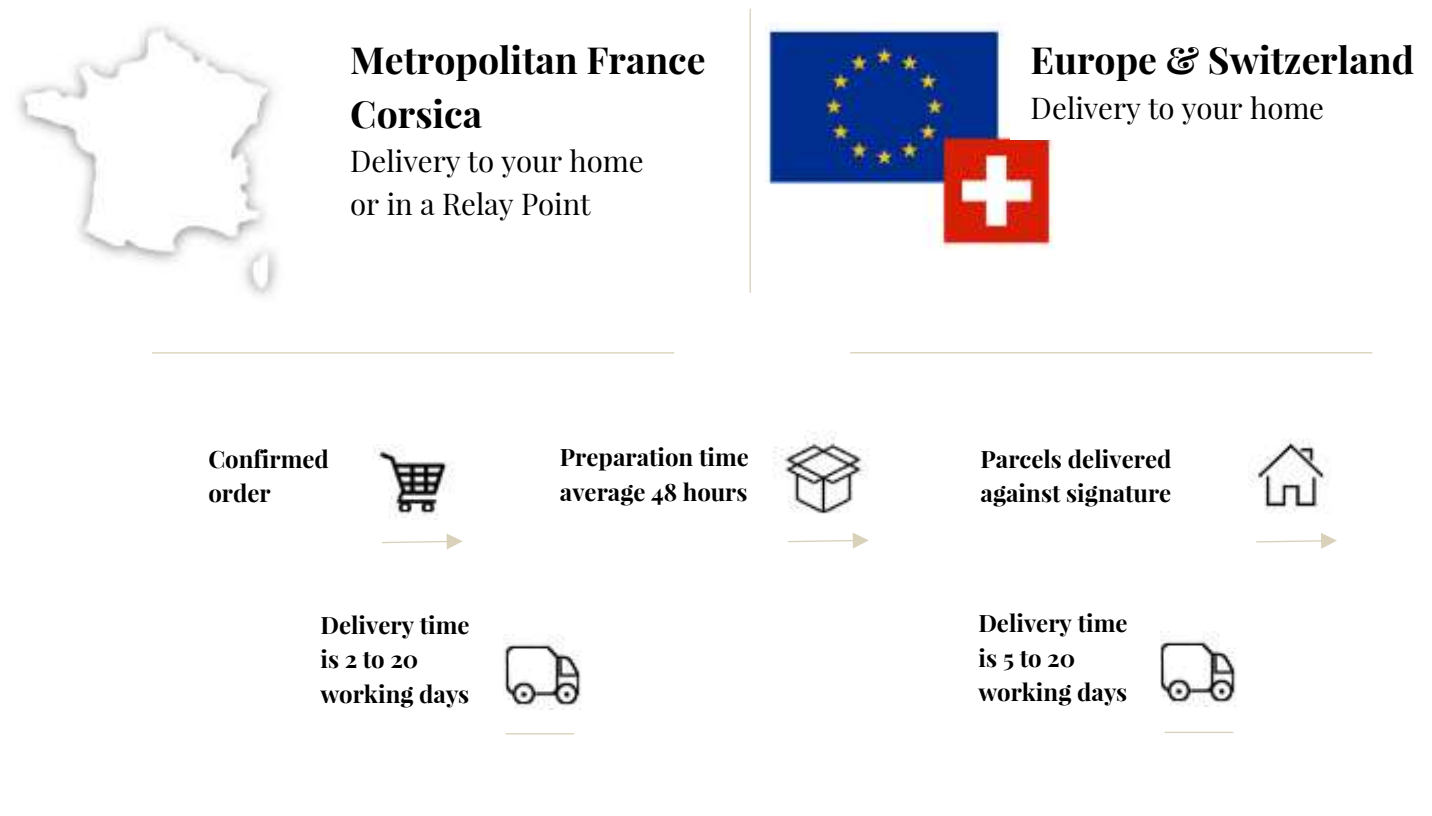 Metropolitan France
Corsica
Delivery to your home
or in a Relay Point
Europe & Switzerland
Delivery to your home
Confirmed
order
Preparation time
average 48 hours
Parcels delivered
against signature
Delivery time
is 2 to 20
working days
Delivery time
is 5 to 20
working days